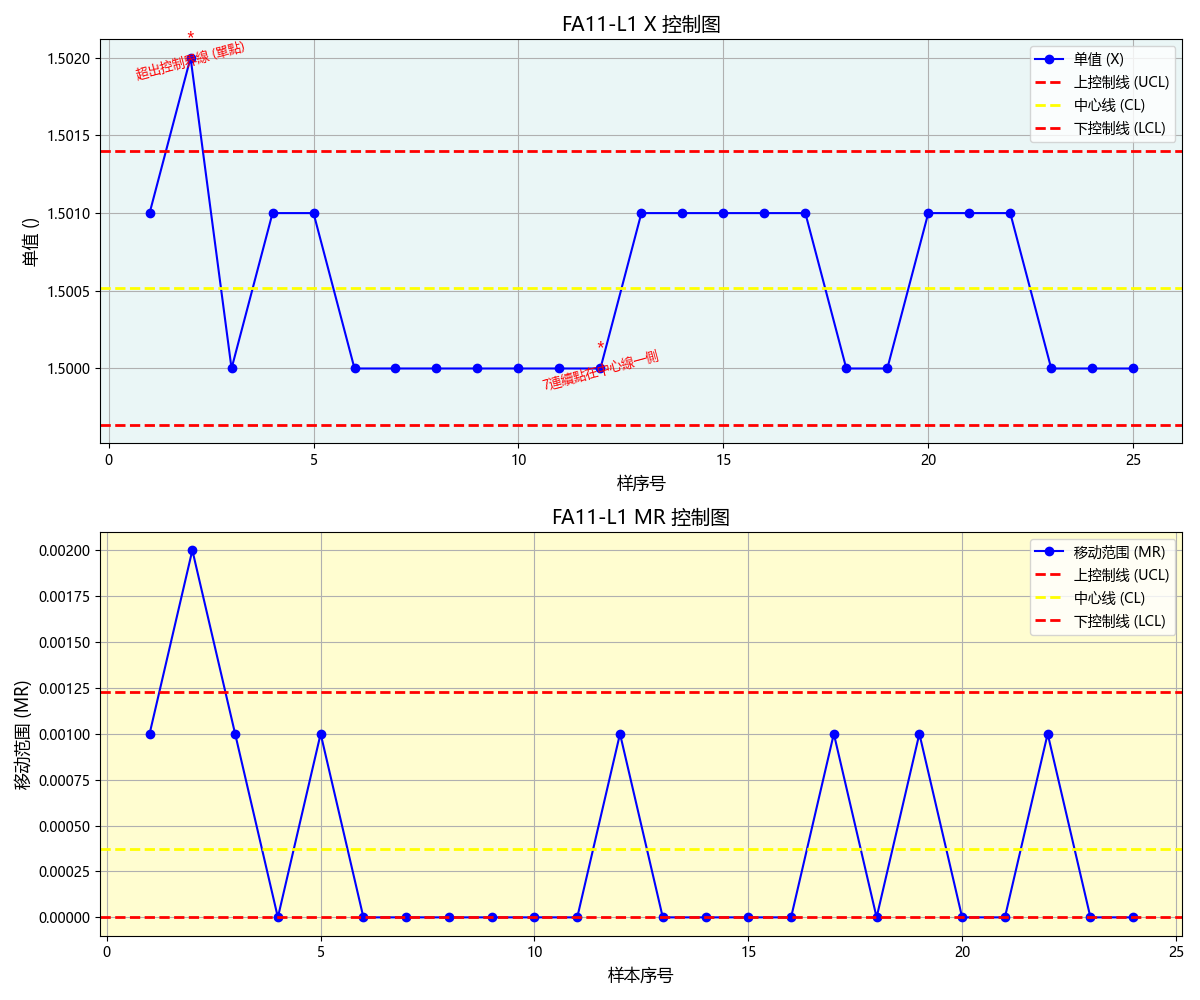 FA11-L1 X 控制图
单值 ()
1.5020
1.5015
1.5010
1.5005
1.5000
*
超出控制界線 (單點)
*
7連續點在中心線一側
单值 (X)
上控制线 (UCL)
中心线 (CL)
下控制线 (LCL)
0 5 10 15 20 25
样序号
FA11-L1 MR 控制图
移动范围 (MR)
0.00200
0.00175
0.00150
0.00125
0.00100
0.00075
0.00050
0.00025
0.00000
移动范围 (MR)
上控制线 (UCL)
中心线 (CL)
下控制线 (LCL)
0 5 10 15 20 25
样本序号